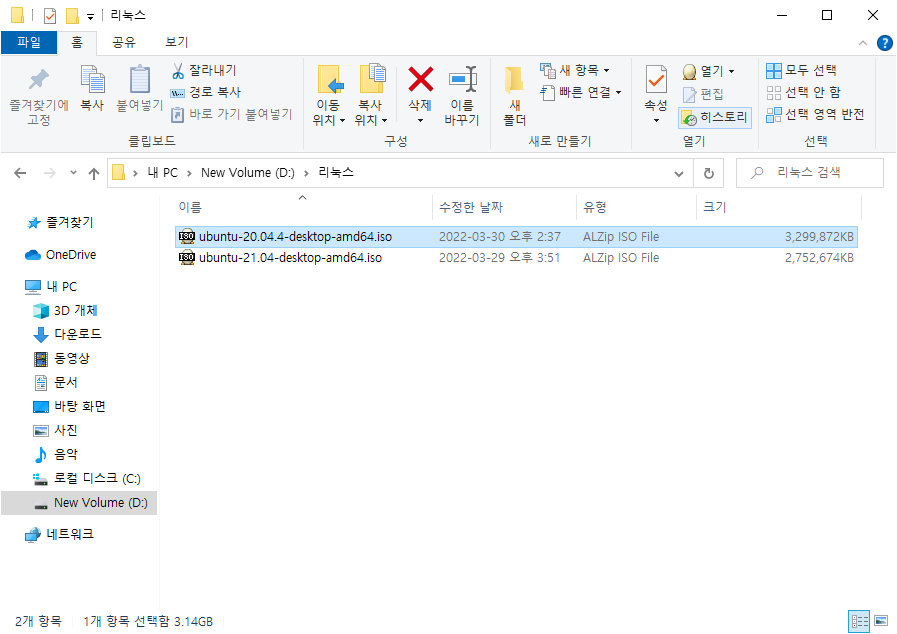 리눅스
파일 홈 공유 보기
즐겨찾기에 고정
복사
붙여넣기
잘라내기
경로 복사
바로 가기 붙여넣기
클립보드
이동 위치
복사 위치
삭제
이름 바꾸기
구성
새 폴더
새 항목
빠른 연결
새로 만들기
속성
열기
편집
히스토리
열기
모두 선택
선택 안 함
선택 영역 반전
선택
내 PC > New Volume (D:) > 리눅스
리눅스 검색
즐겨찾기
OneDrive
내 PC
3D 개체
다운로드
동영상
문서
바탕 화면
사진
음악
로컬 디스크 (C:)
New Volume (D:)
네트워크
이름 수정한 날짜 유형 크기
ubuntu-20.04.4-desktop-amd64.iso 2022-03-30 오후 2:37 ALZip ISO File 3,299,872KB
ubuntu-21.04-desktop-amd64.iso 2022-03-29 오후 3:51 ALZip ISO File 2,752,674KB
2개 항목 1개 항목 선택함 3.14GB